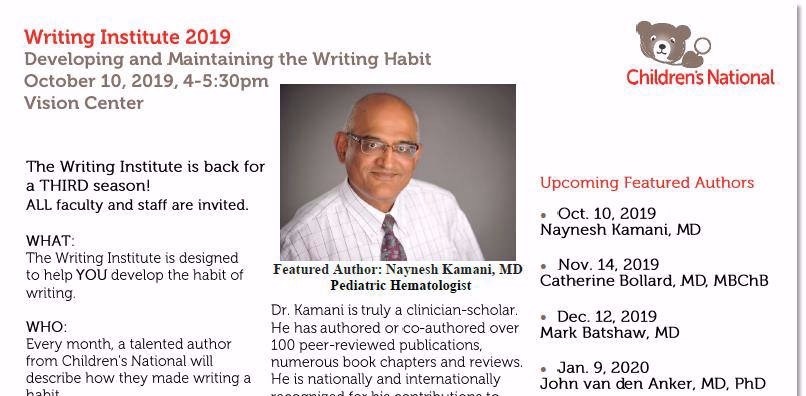 Writing Institute 2019
Developing and Maintaining the Writing Habit
October 10, 2019, 4-5:30pm
Vision Center
Children's National
The Writing Institute is back for
a THIRD season!
ALL faculty and staff are invited.
WHAT:
The Writing Institute is designed
to help YOU develop the habit of
writing.
WHO:
Every month, a talented author
from Children's National will
describe how they made writing a
habit
Featured Author: Naynesh Kamani, MD
Pediatric Hematologist
Dr. Kamani is truly a clinician-scholar.
He has authored or co-authored over
100 peer-reviewed publications,
numerous book chapters and reviews.
He is nationally and internationally
recognized for his contributions to
Upcoming Featured Authors
• Oct. 10, 2019
Naynesh Kamani, MD
• Nov. 14, 2019
Catherine Bollard, MD, MBChB
• Dec. 12, 2019
Mark Batshaw, MD
• Jan. 9, 2020
John van den Anker, MD, PhD